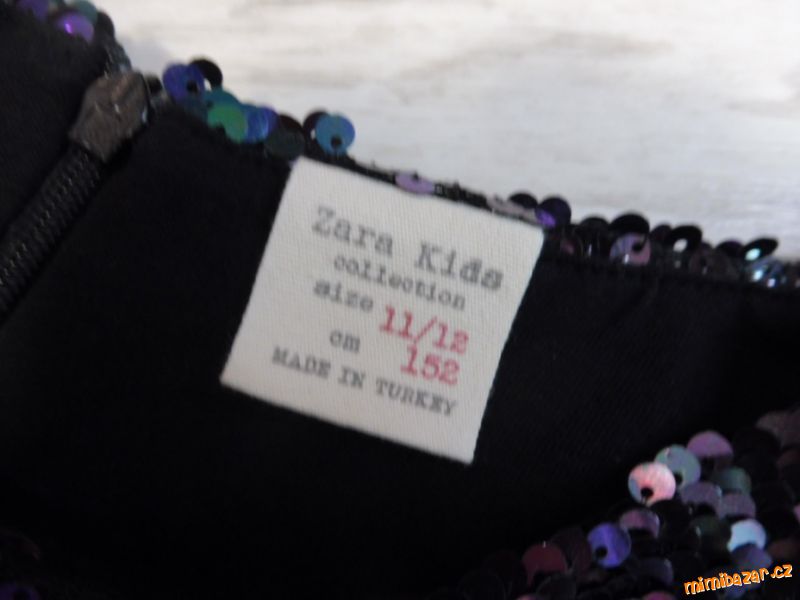 Zara Kids
collection
size 11/12
cm 152
MADE IN TURKEY
mimibazar.cz